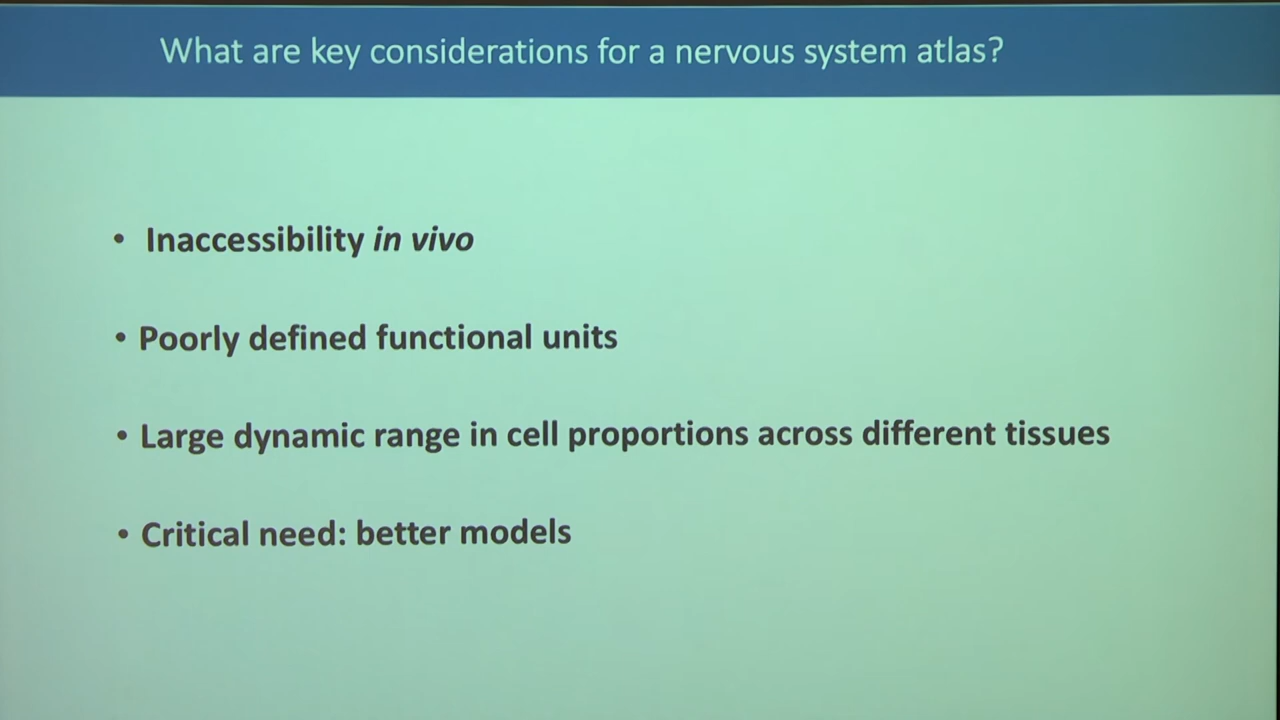 What are key considerations for a nervous system atlas?
• Inaccessibility in vivo
• Poorly defined functional units
• Large dynamic range in cell proportions across different tissues
• Critical need: better models